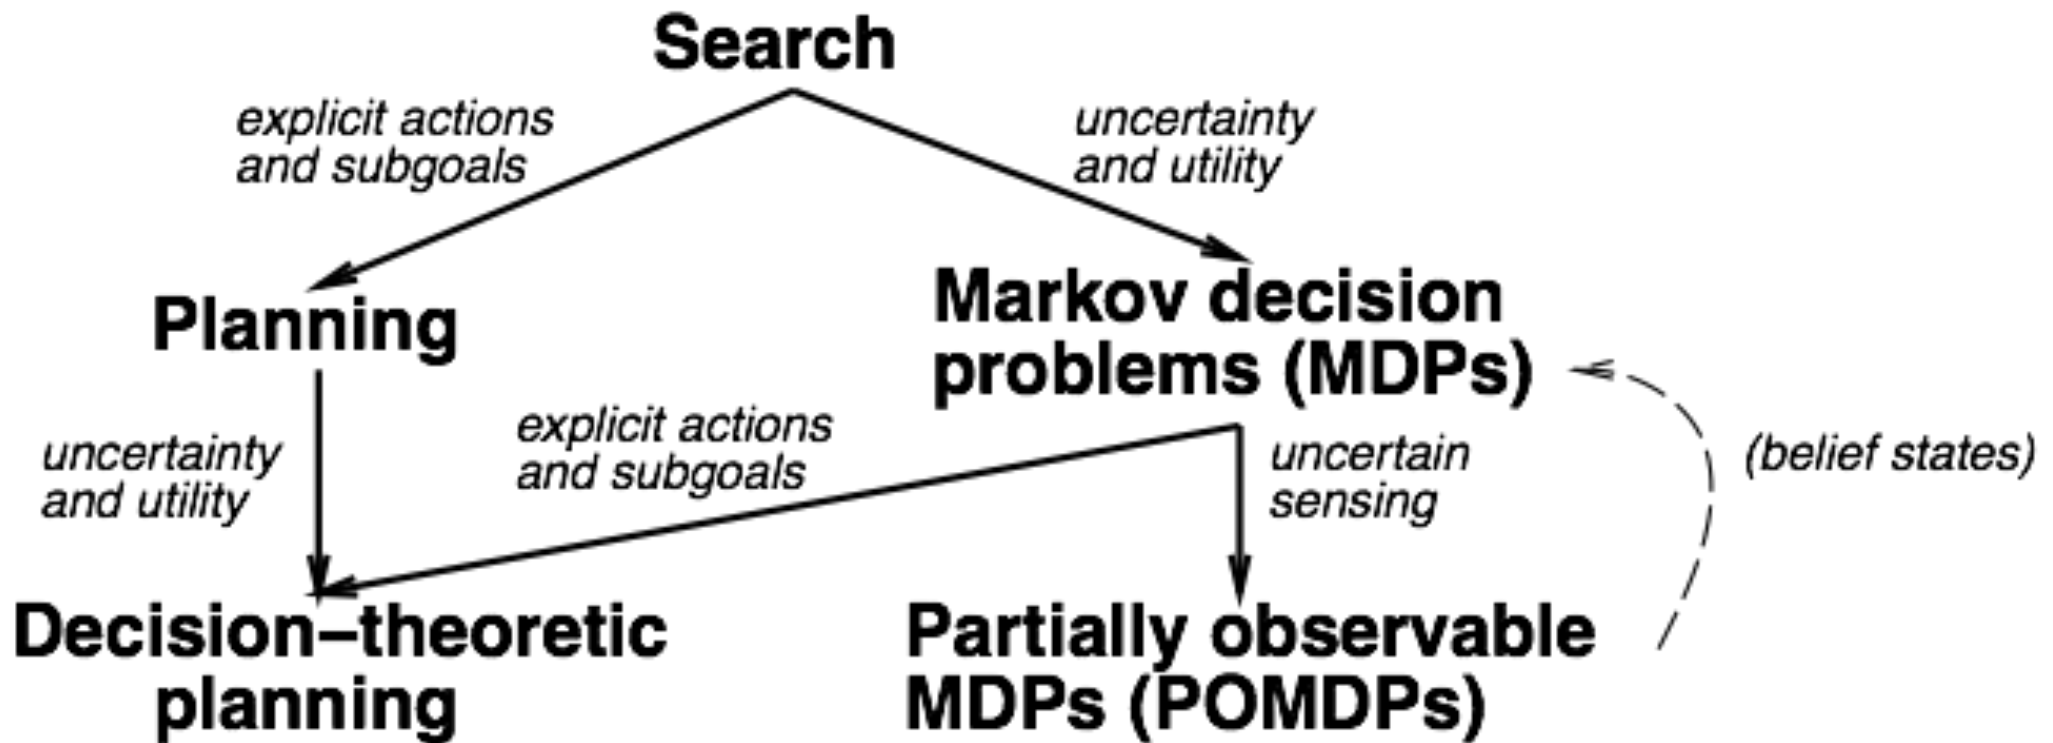 Search
explicit actions
and subgoals
uncertainty
and utility
Planning
Markov decision
problems (MDPs)
uncertainty
and utility
explicit actions
and subgoals
uncertain
sensing
(belief states)
Decision–theoretic
planning
Partially observable
MDPs (POMDPs)